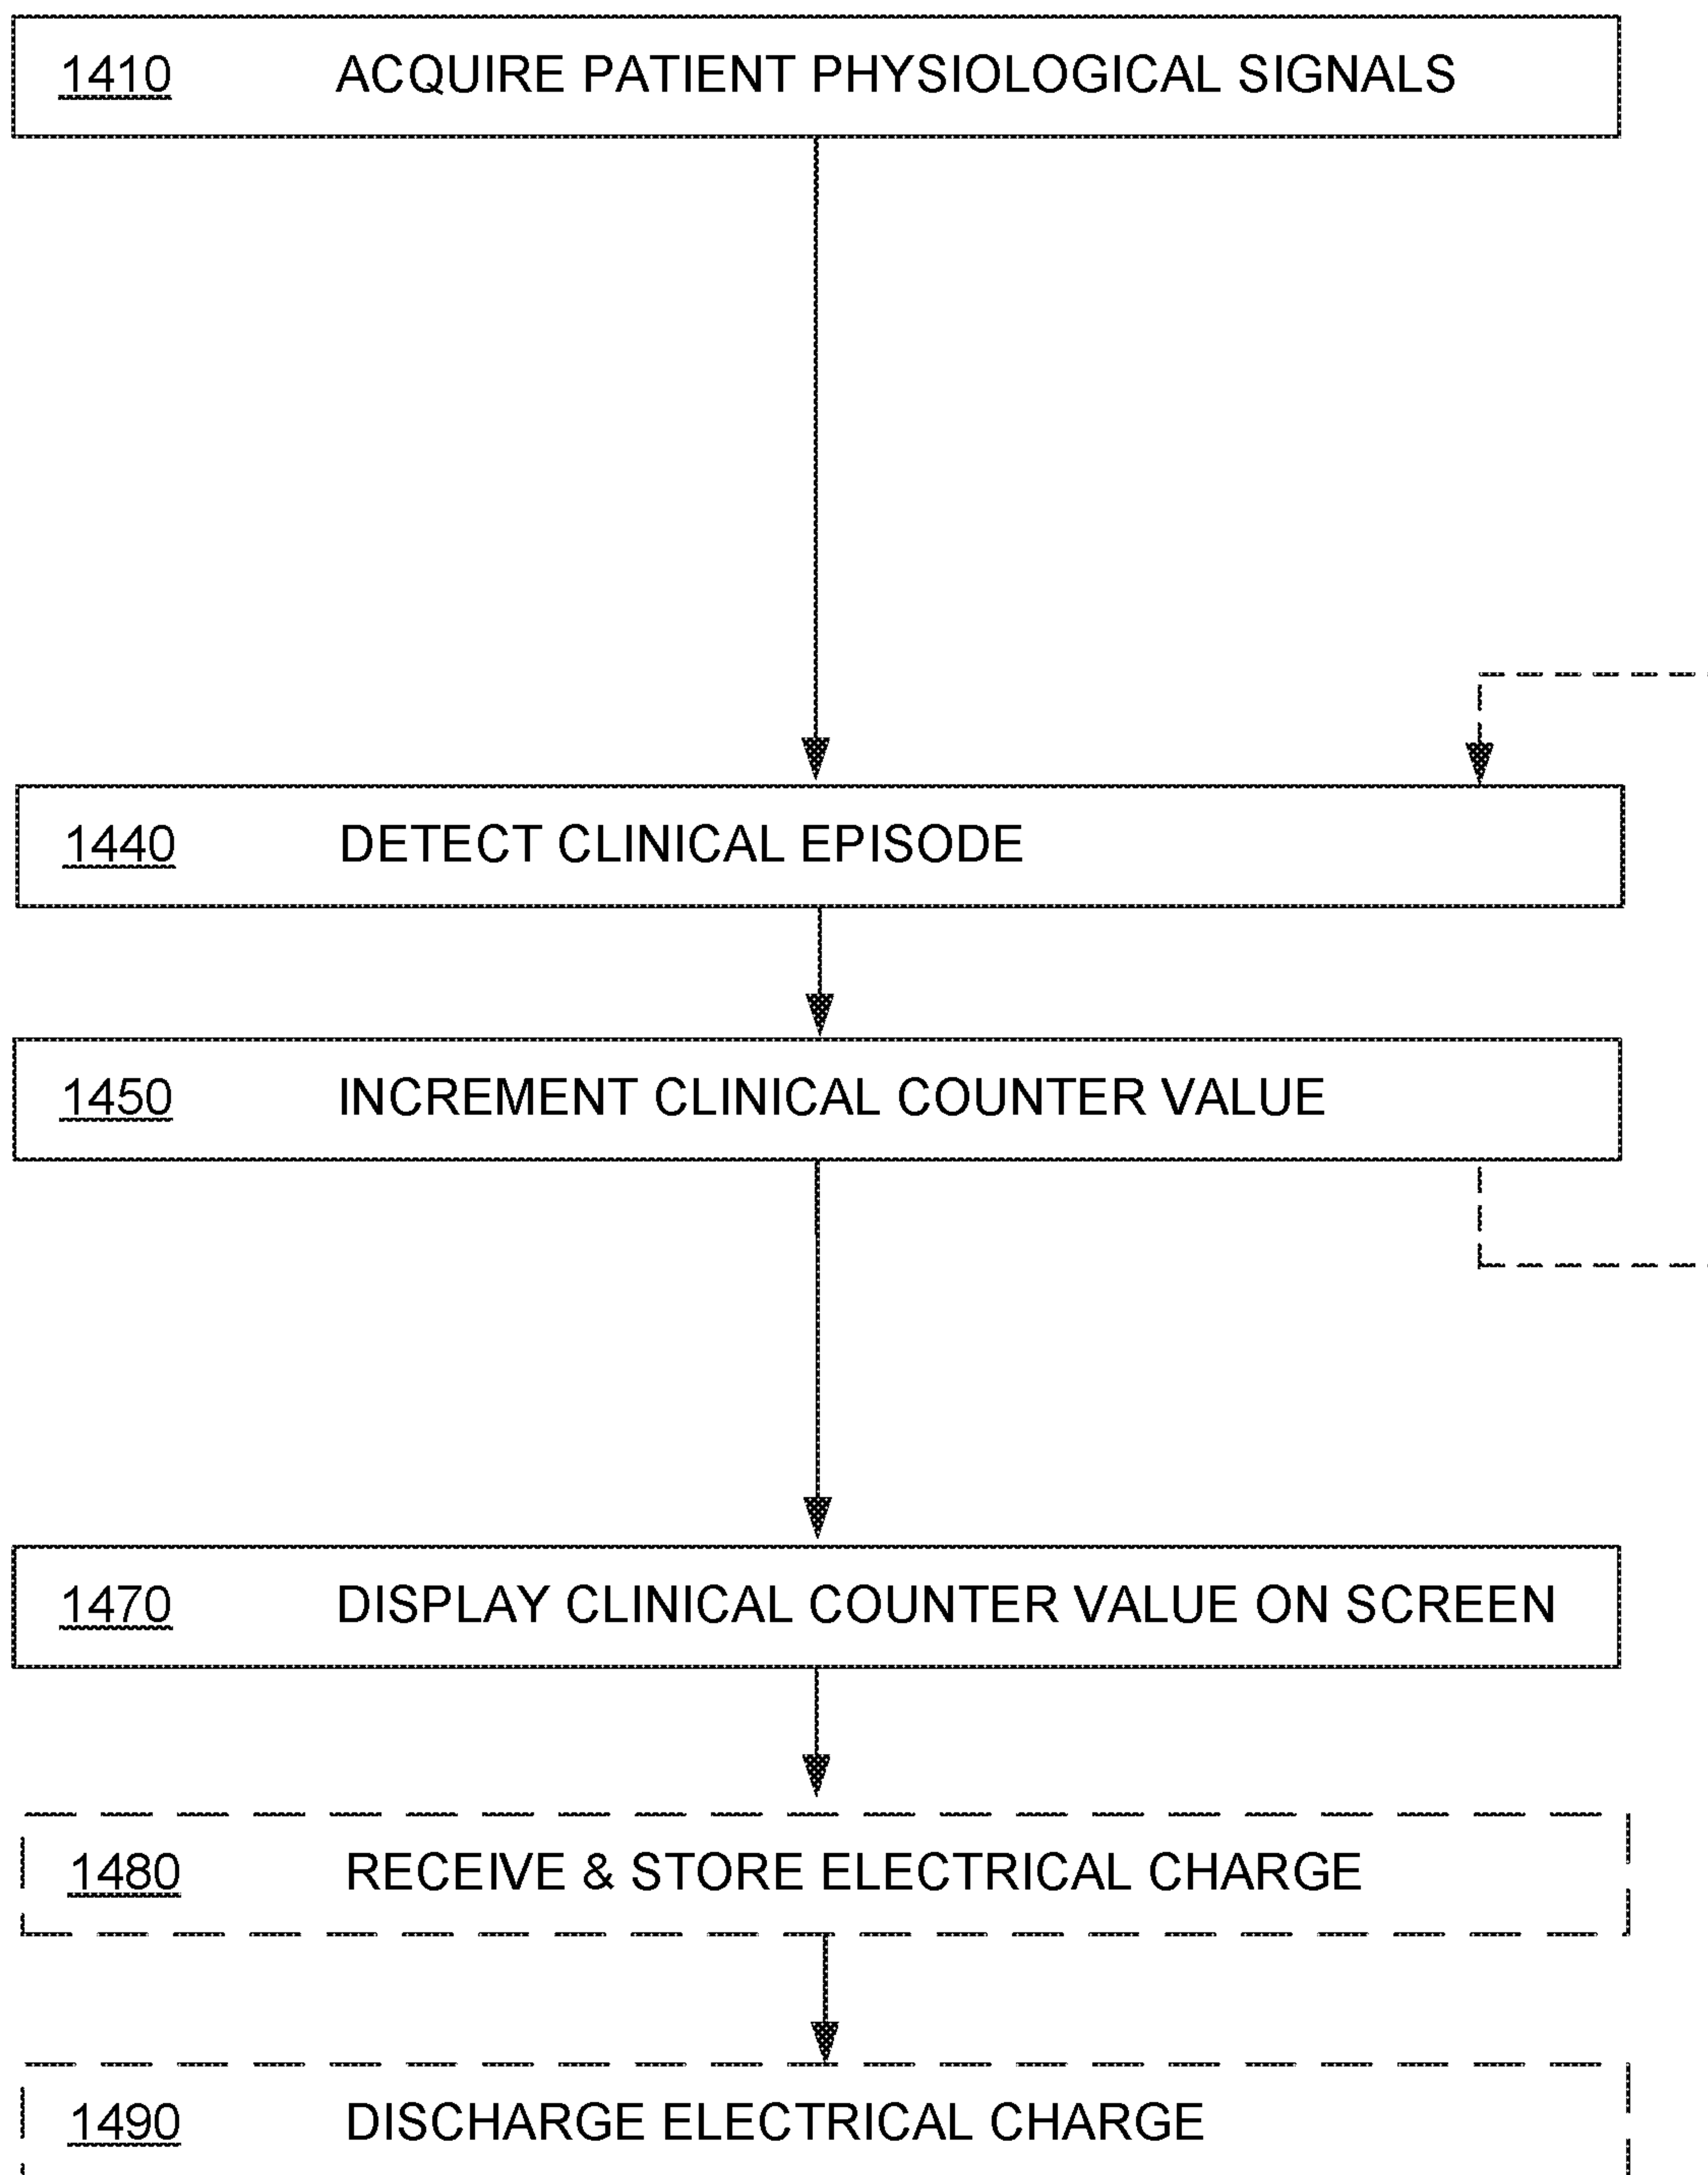 1410 ACQUIRE PATIENT PHYSIOLOGICAL SIGNALS
1440 DETECT CLINICAL EPISODE
1450 INCREMENT CLINICAL COUNTER VALUE
1470 DISPLAY CLINICAL COUNTER VALUE ON SCREEN
1480 RECEIVE & STORE ELECTRICAL CHARGE
1490 DISCHARGE ELECTRICAL CHARGE